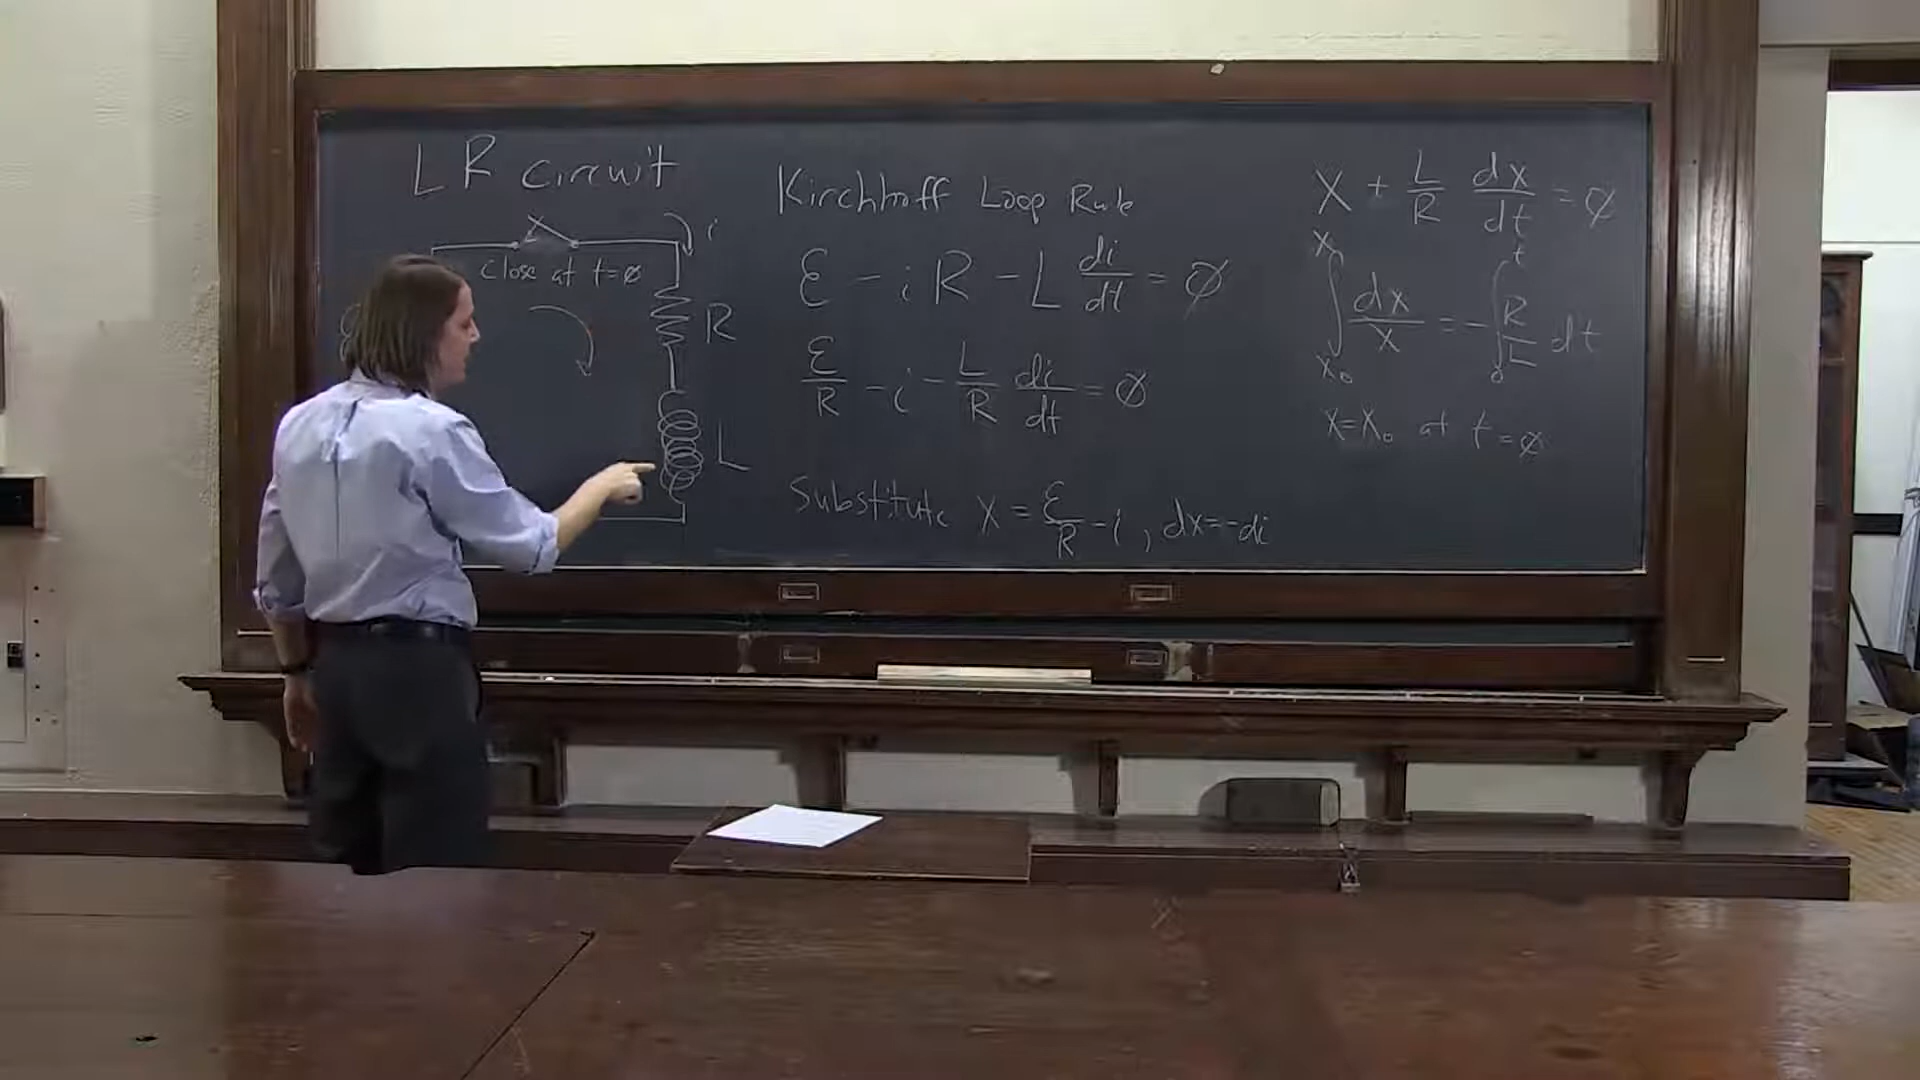 LR circuit
i
close at t=∅
R
L
Kirchhoff Loop Rule
ℰ - iR - L di/dt = ∅
ℰ/R - i - L/R di/dt = ∅
Substitute x = ℰ/R - i, dx = -di
x + L/R dx/dt = ∅
∫_{x₀}^{x} dx/x = -∫_{0}^{t} R/L dt
x=x₀ at t=∅